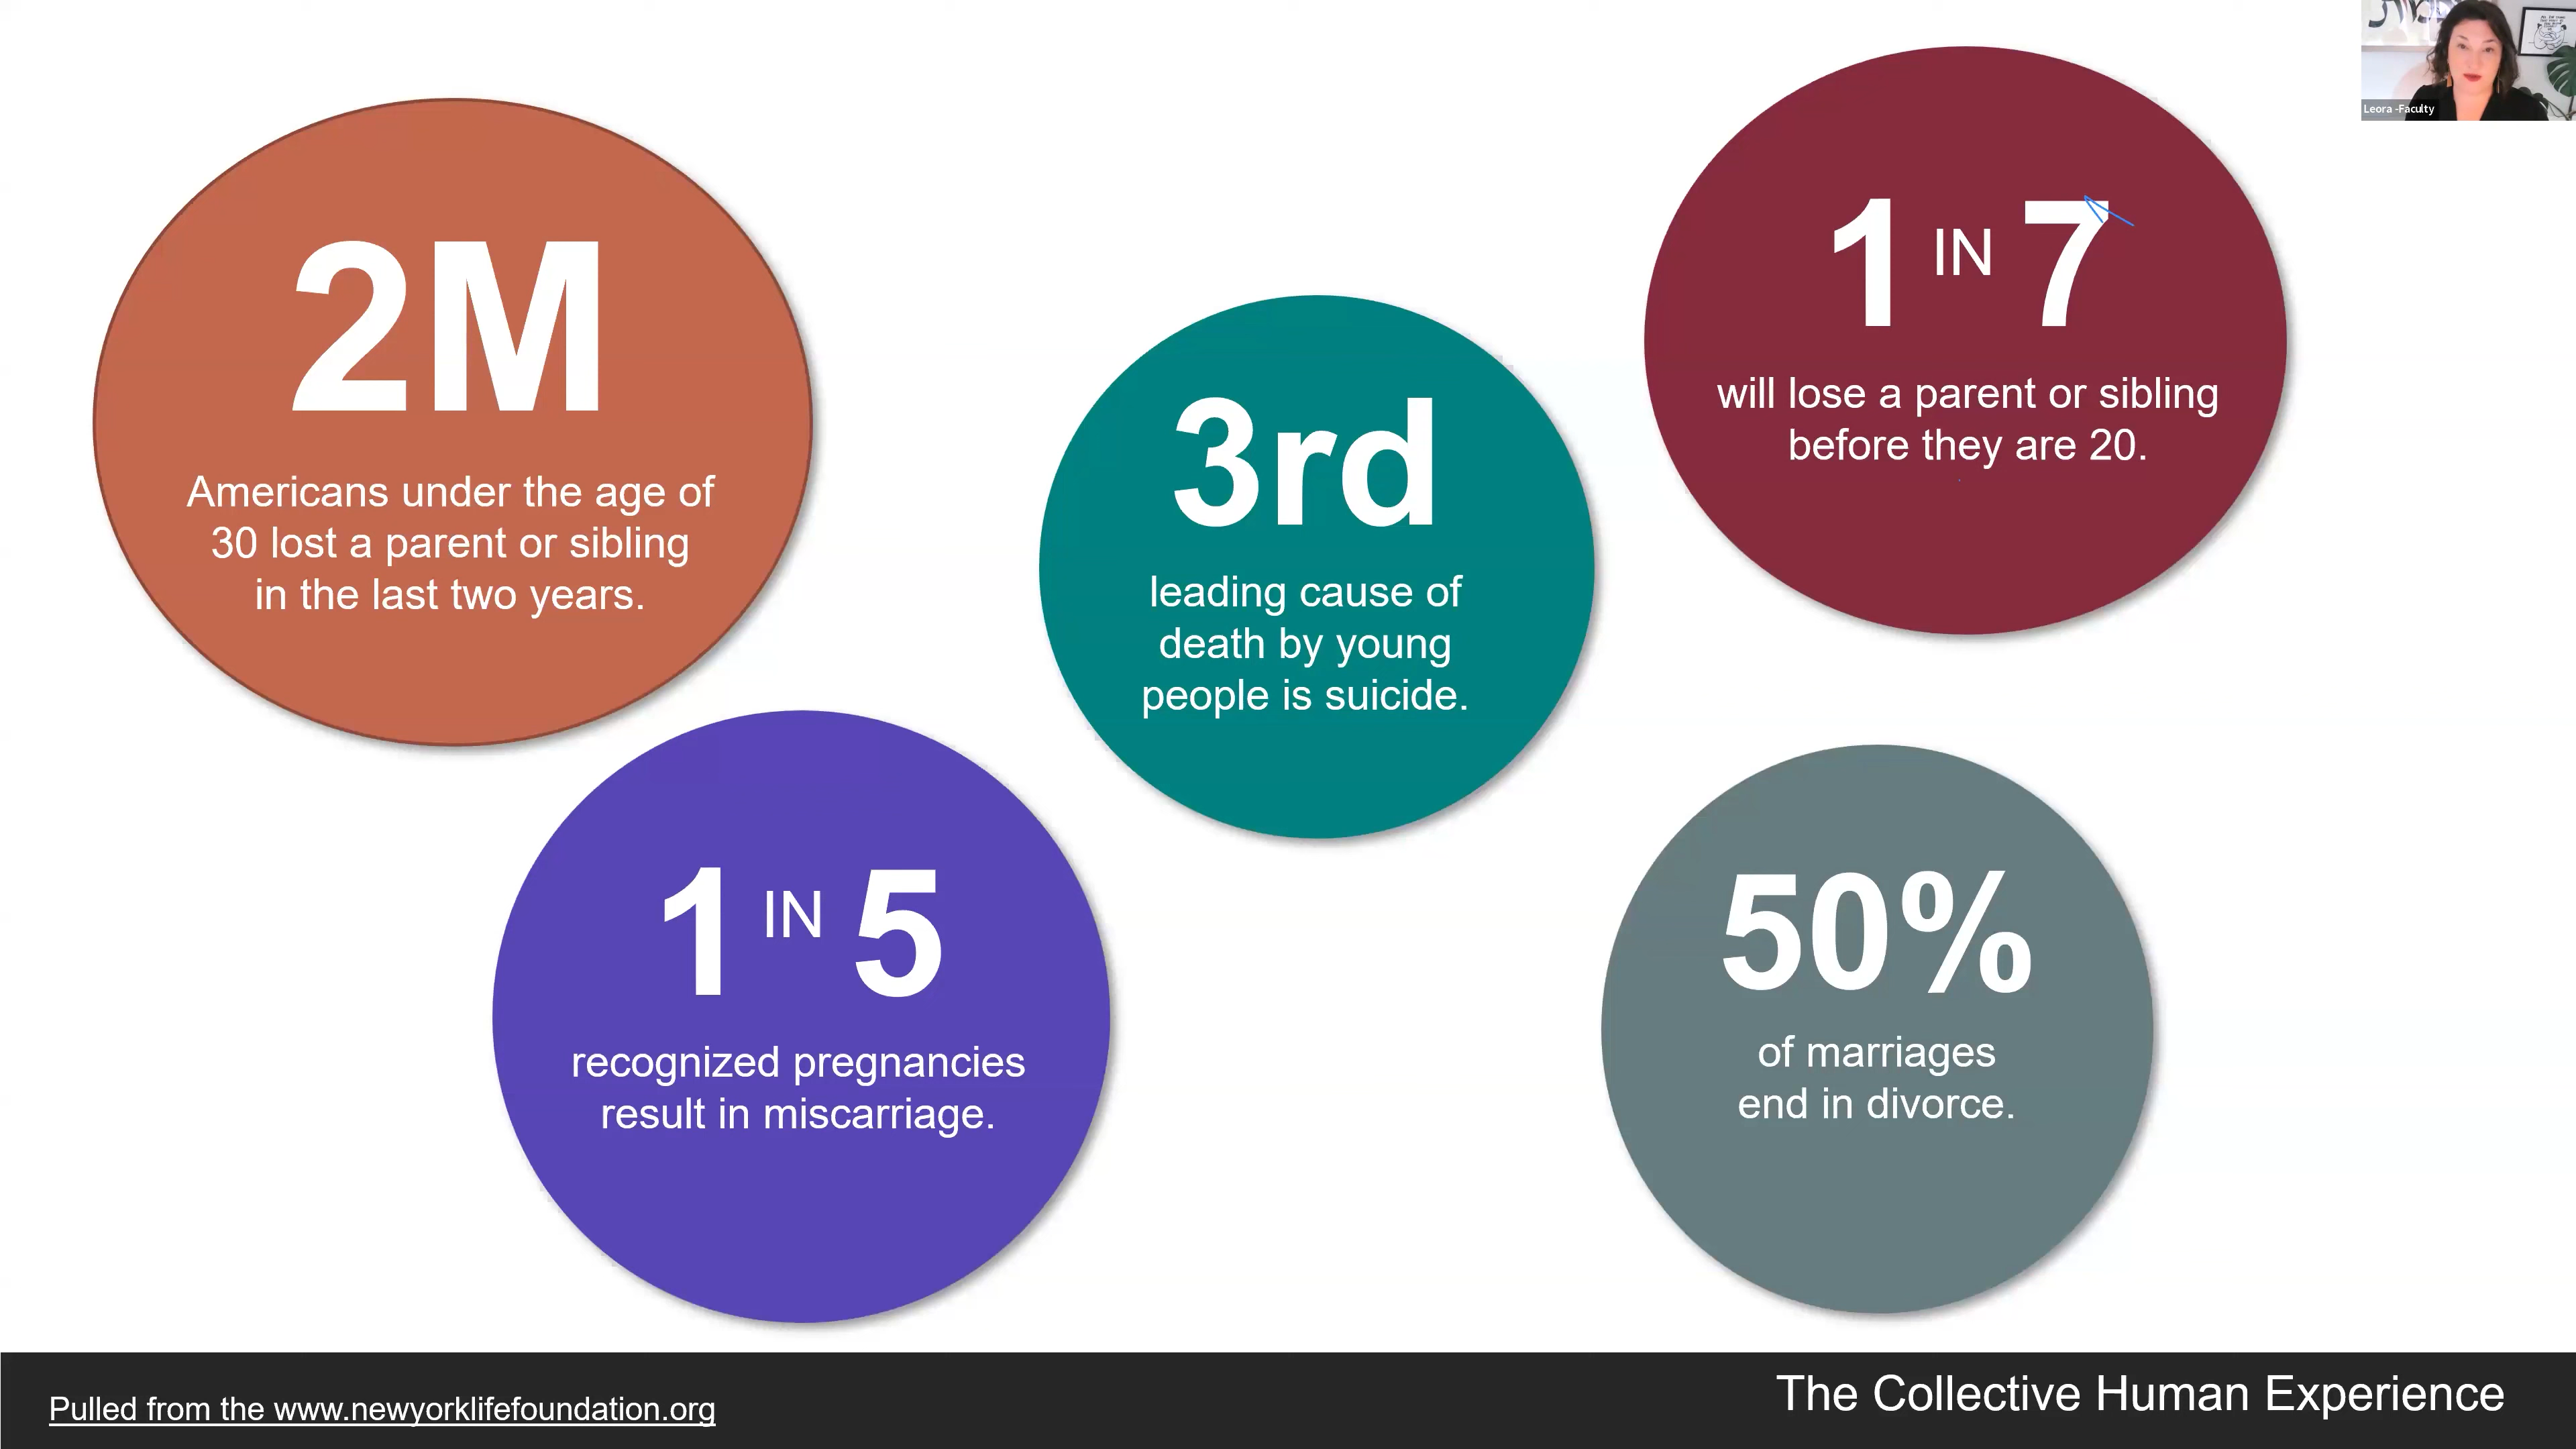 2M
Americans under the age of
30 lost a parent or sibling
in the last two years.
3rd
leading cause of
death by young
people is suicide.
1 IN 7
will lose a parent or sibling
before they are 20.
1 IN 5
recognized pregnancies
result in miscarriage.
50%
of marriages
end in divorce.
Leora -Faculty
Pulled from the www.newyorklifefoundation.org
The Collective Human Experience